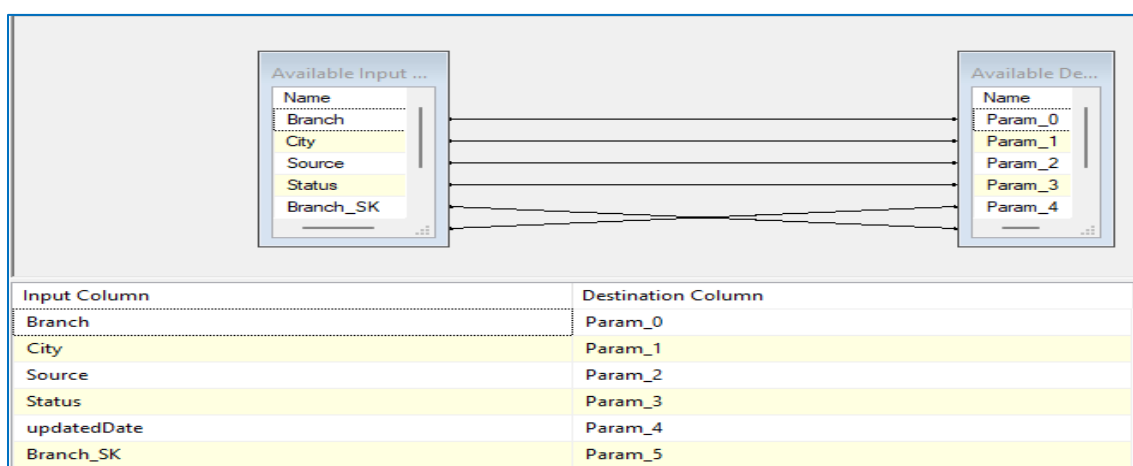 Available Input ...
Name
Branch
City
Source
Status
Branch_SK
Available De...
Name
Param_0
Param_1
Param_2
Param_3
Param_4
Input Column Destination Column
Branch Param_0
City Param_1
Source Param_2
Status Param_3
updatedDate Param_4
Branch_SK Param_5